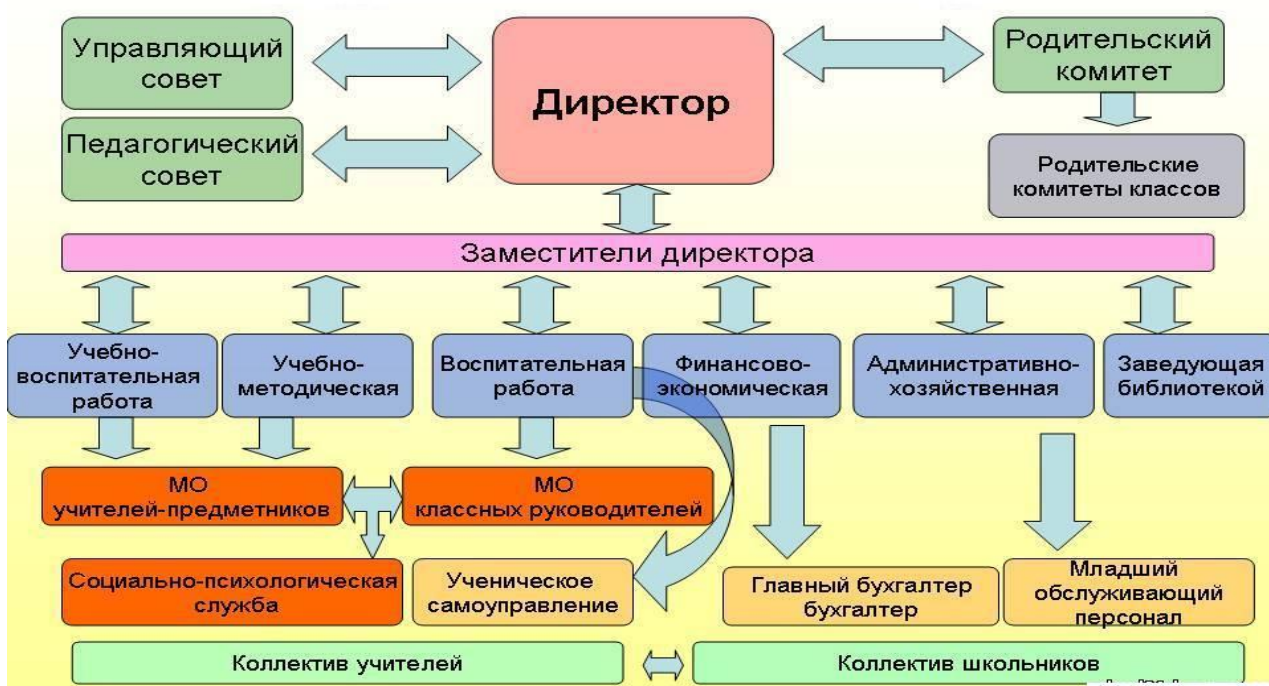 Управляющий
совет
Директор
Родительский
комитет
Педагогический
совет
Родительские
комитеты классов
Заместители директора
Учебно-
воспитательная
работа
Учебно-
методическая
Воспитательная
работа
Финансово-
экономическая
Административно-
хозяйственная
Заведующая
библиотекой
МО
учителей-предметников
МО
классных руководителей
Социально-психологическая
служба
Ученическое
самоуправление
Главный бухгалтер
бухгалтер
Младший
обслуживающий
персонал
Коллектив учителей
Коллектив школьников